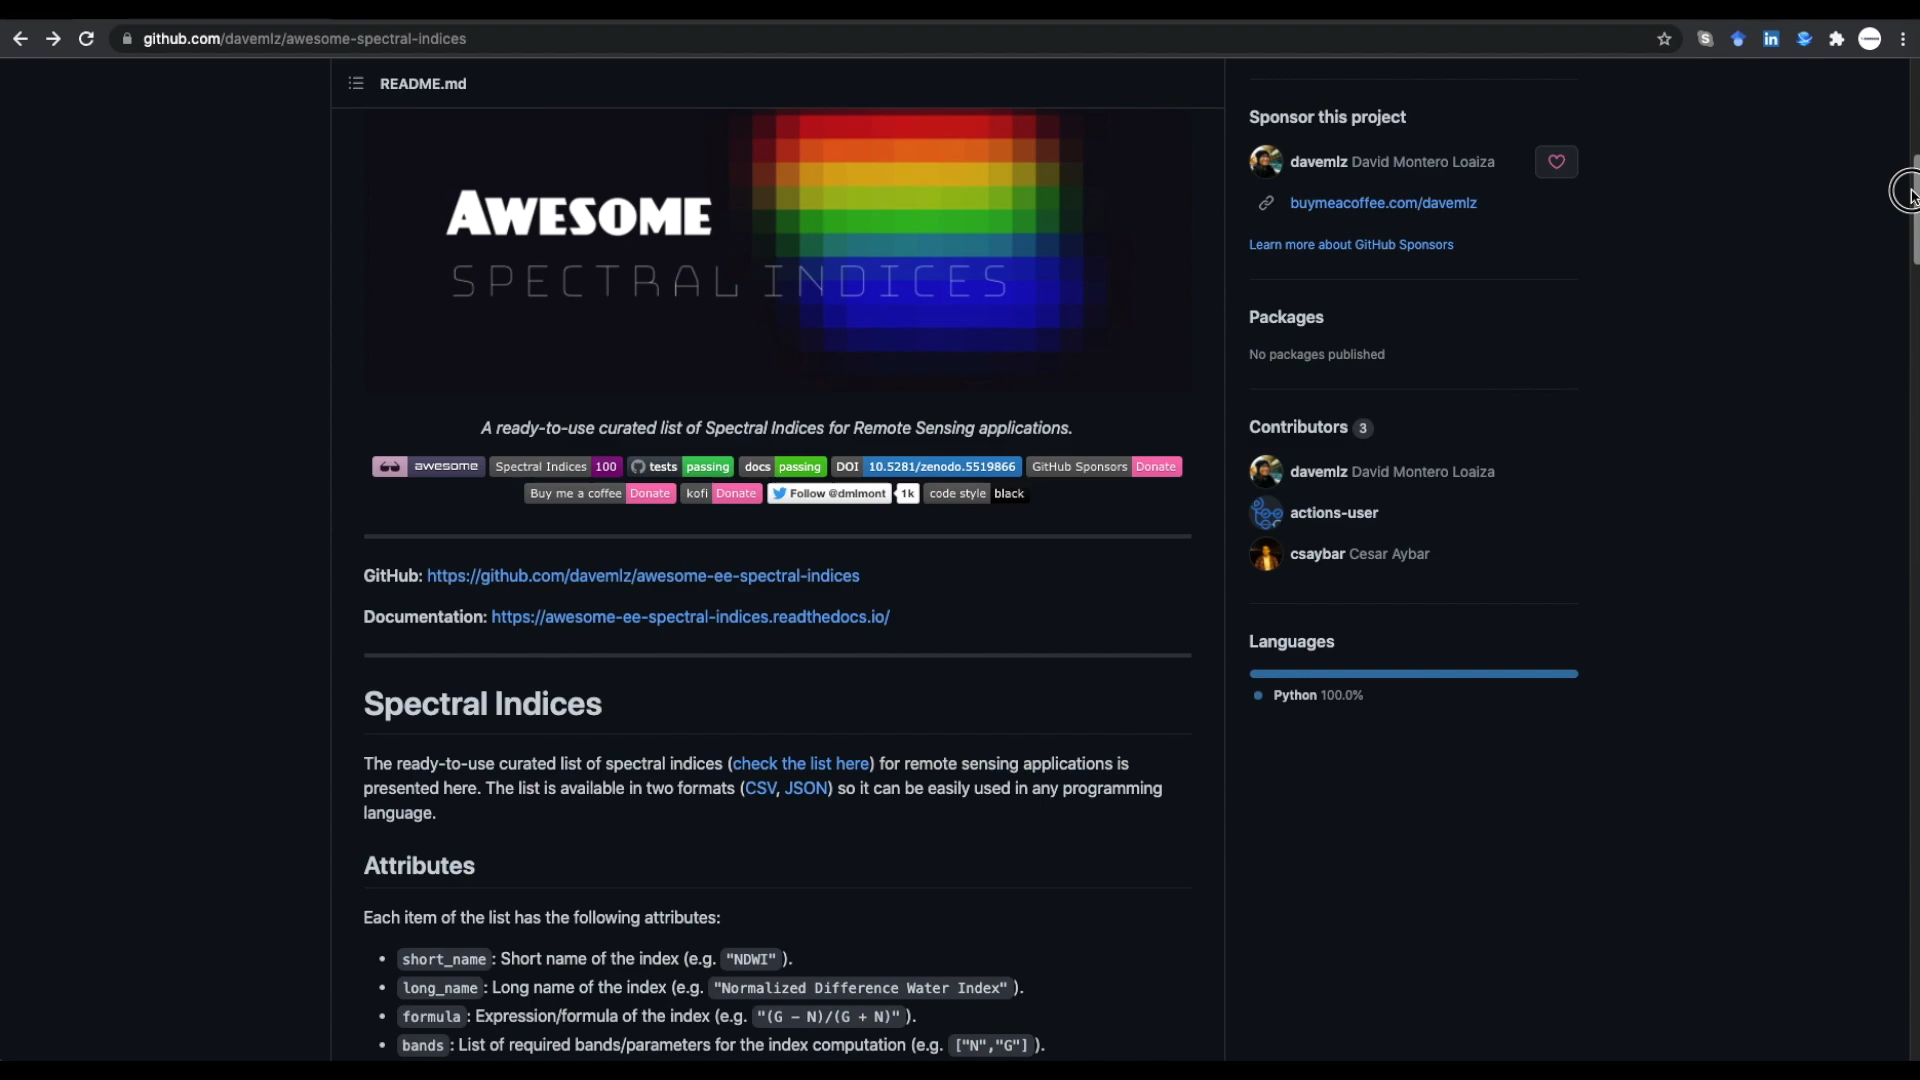 github.com/davemlz/awesome-spectral-indices
README.md
AWESOME
SPECTRAL INDICES
A ready-to-use curated list of Spectral Indices for Remote Sensing applications.
awesome Spectral Indices 100 tests passing docs passing DOI 10.5281/zenodo.5519866 GitHub Sponsors Donate
Buy me a coffee Donate kofi Donate Follow @dmlmont 1k code style black
GitHub: https://github.com/davemlz/awesome-ee-spectral-indices
Documentation: https://awesome-ee-spectral-indices.readthedocs.io/
Spectral Indices
The ready-to-use curated list of spectral indices (check the list here) for remote sensing applications is
presented here. The list is available in two formats (CSV, JSON) so it can be easily used in any programming
language.
Attributes
Each item of the list has the following attributes:
• short_name: Short name of the index (e.g. "NDWI").
• long_name: Long name of the index (e.g. "Normalized Difference Water Index").
• formula: Expression/formula of the index (e.g. "(G - N)/(G + N)").
• bands: List of required bands/parameters for the index computation (e.g. ["N","G"]).
Sponsor this project
davemlz David Montero Loaiza
buymeacoffee.com/davemlz
Learn more about GitHub Sponsors
Packages
No packages published
Contributors 3
davemlz David Montero Loaiza
actions-user
csaybar Cesar Aybar
Languages
Python 100.0%